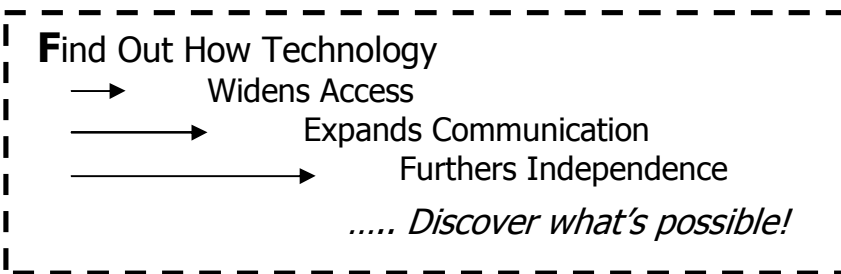 Find Out How Technology
Widens Access
Expands Communication
Furthers Independence
….. Discover what's possible!